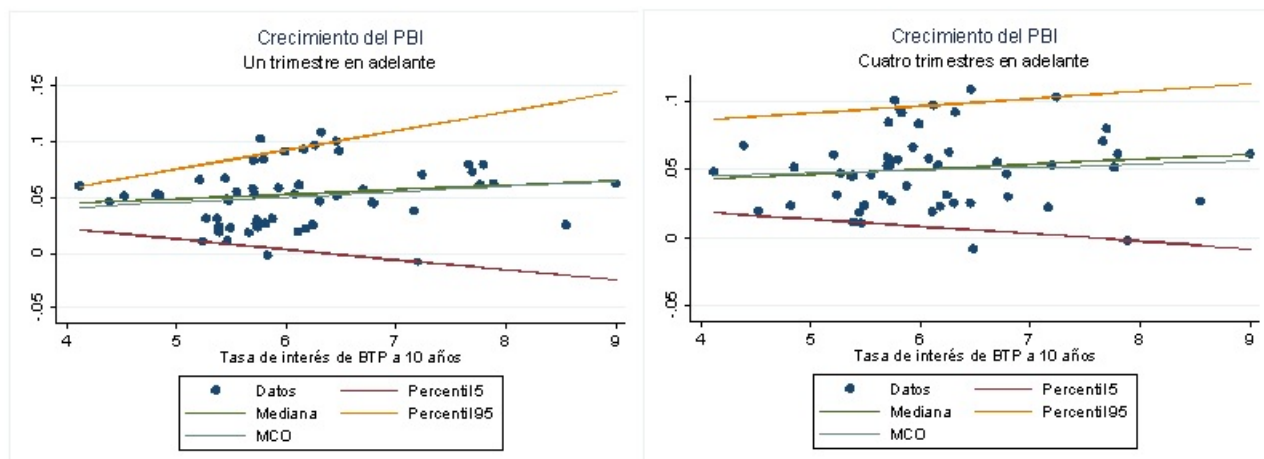 Crecimiento del PBI
Un trimestre en adelante
.15
.1
.05
0
-.05
4 5 6 7 8 9
Tasa de interés de BTP a 10 años
Datos Percentil5
Mediana Percentil95
MCO
Crecimiento del PBI
Cuatro trimestres en adelante
.1
.05
0
-.05
4 5 6 7 8 9
Tasa de interés de BTP a 10 años
Datos Percentil5
Mediana Percentil95
MCO